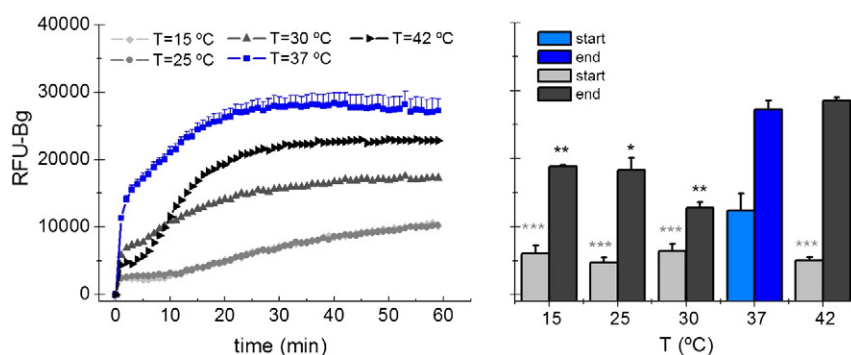 T=15 ºC T=30 ºC T=42 ºC
T=25 ºC T=37 ºC
RFU-Bg
40000
30000
20000
10000
0
0 10 20 30 40 50 60
time (min)
start
end
start
end
*** ** *** * *** ** ***
15 25 30 37 42
T (ºC)